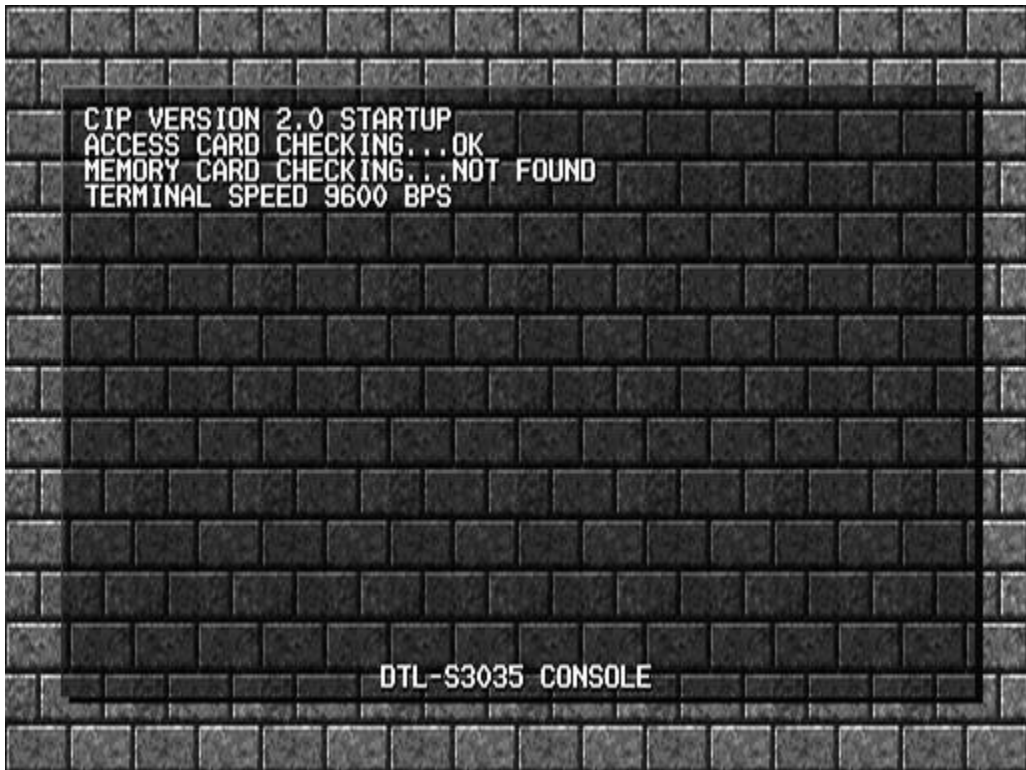 CIP VERSION 2.0 STARTUP
ACCESS CARD CHECKING...OK
MEMORY CARD CHECKING...NOT FOUND
TERMINAL SPEED 9600 BPS
DTL-S3035 CONSOLE